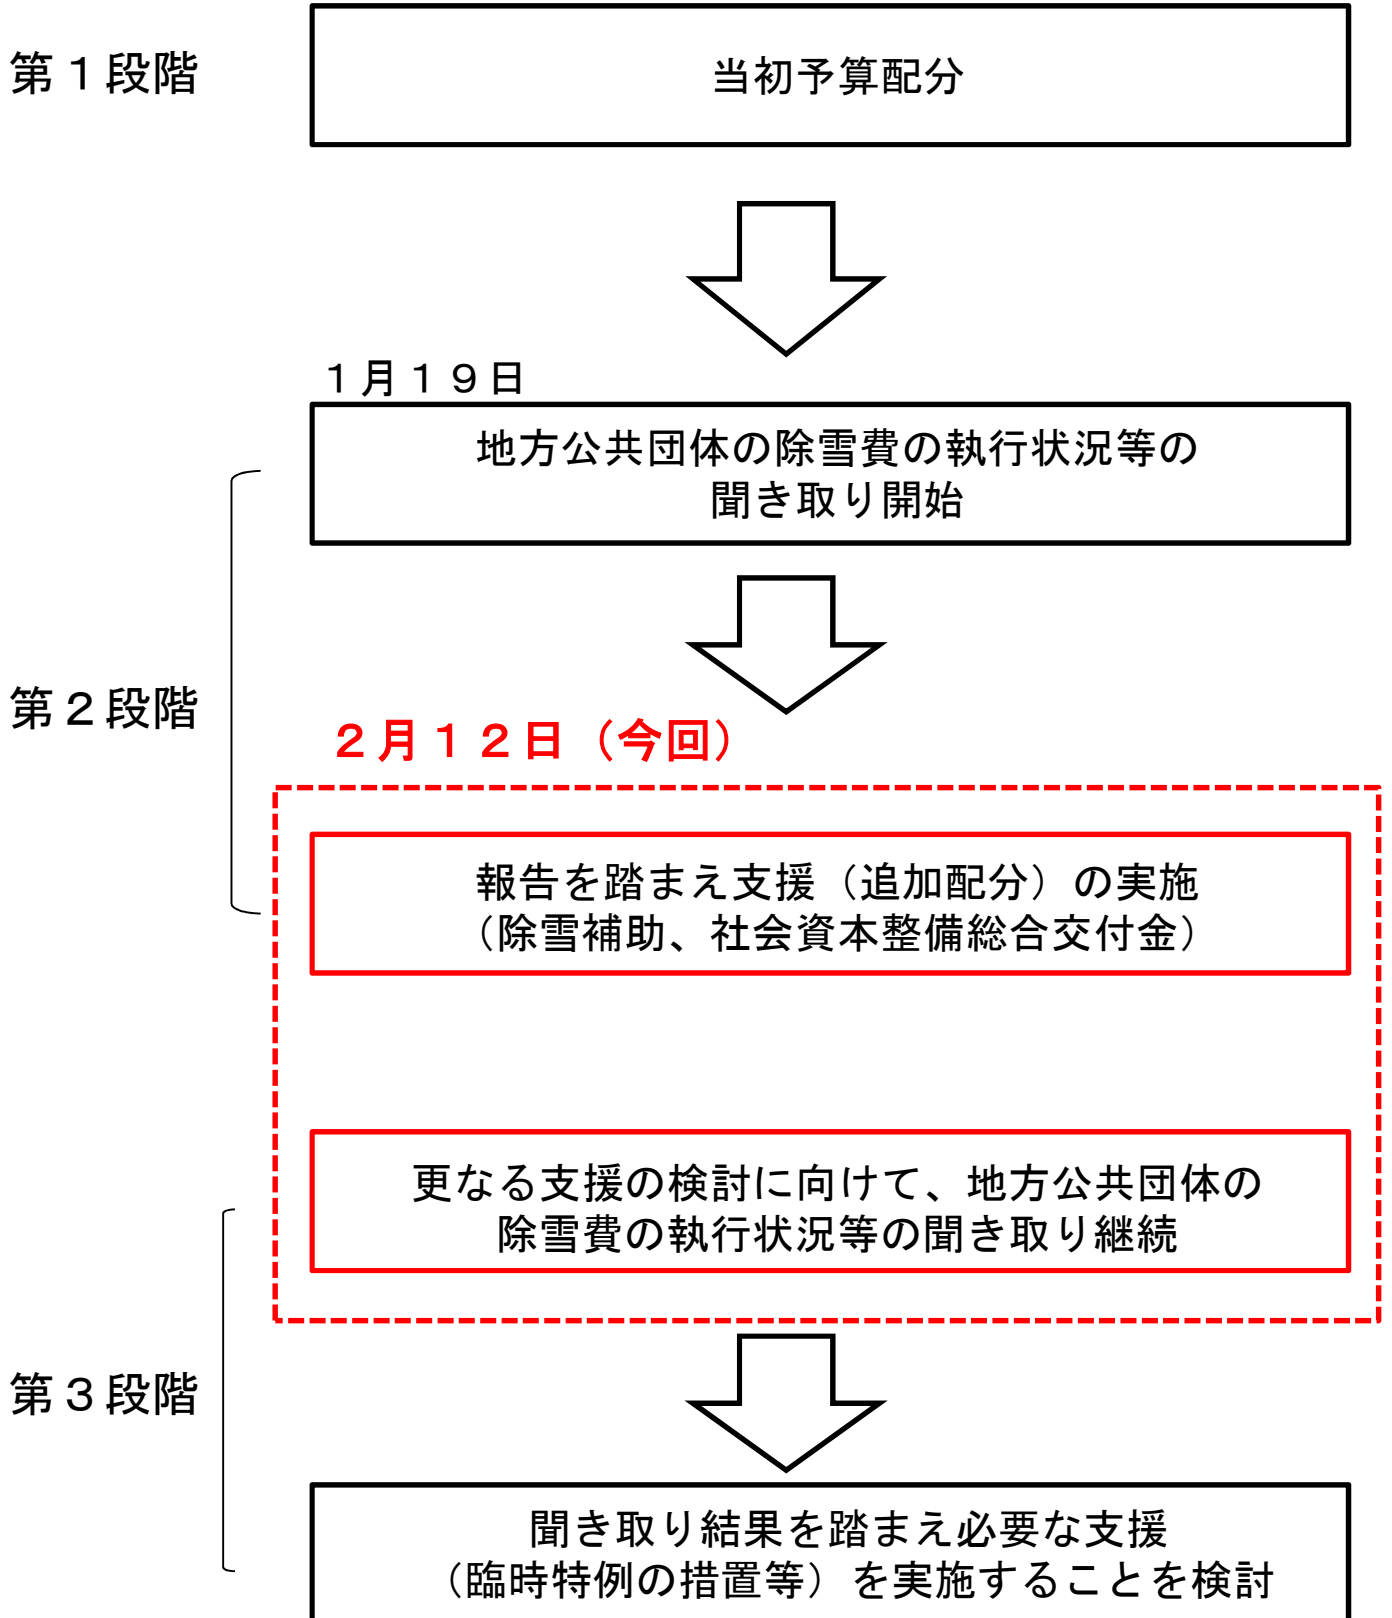 第１段階
当初予算配分
１月１９日
地方公共団体の除雪費の執行状況等の
聞き取り開始
第２段階
２月１２日（今回）
報告を踏まえ支援（追加配分）の実施
（除雪補助、社会資本整備総合交付金）
更なる支援の検討に向けて、地方公共団体の
除雪費の執行状況等の聞き取り継続
第３段階
聞き取り結果を踏まえ必要な支援
（臨時特例の措置等）を実施することを検討